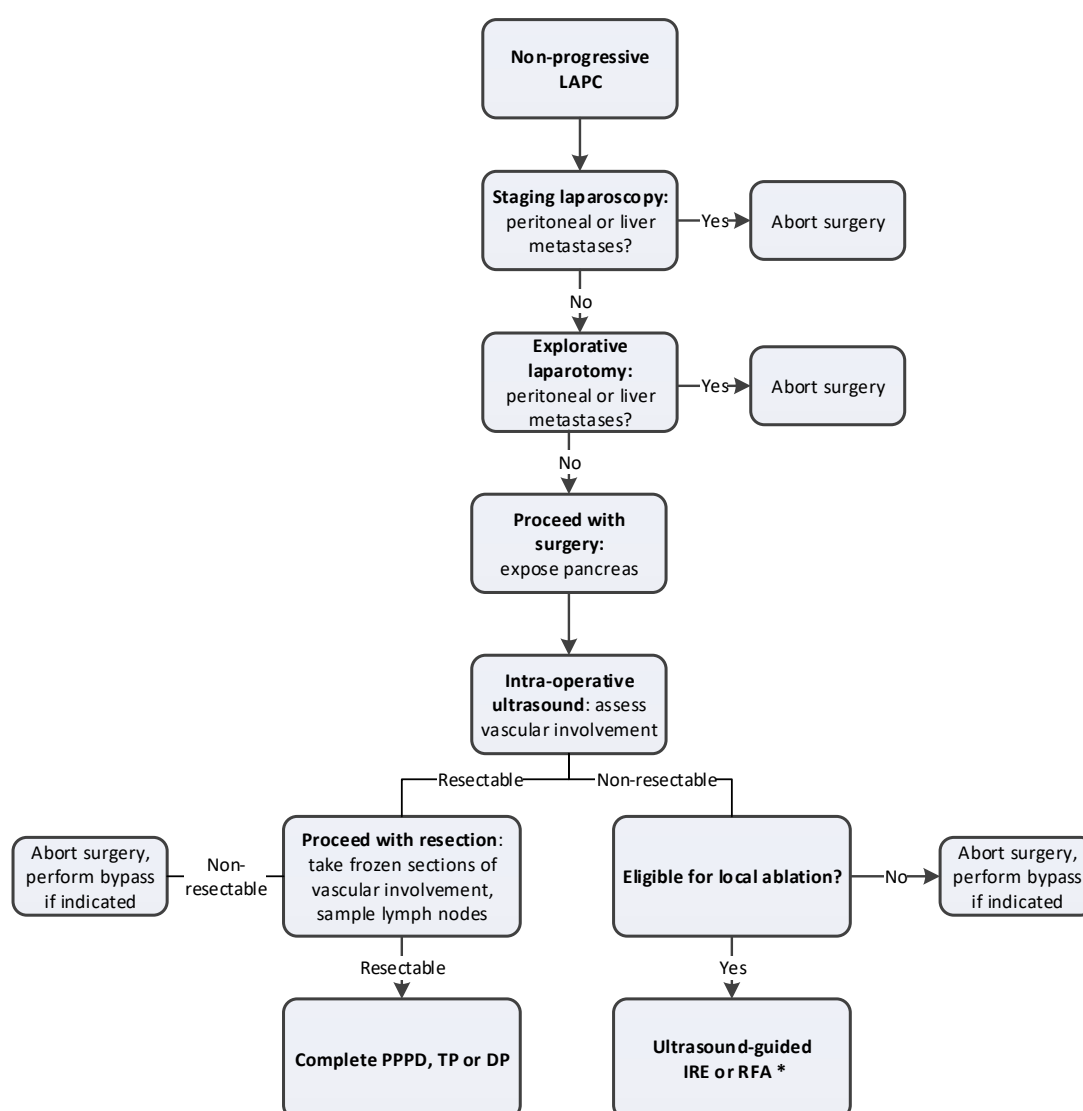 Non-progressive
LAPC
Staging laparoscopy:
peritoneal or liver
metastases?
Yes
Abort surgery
No
Explorative
laparotomy:
peritoneal or liver
metastases?
Yes
Abort surgery
No
Proceed with
surgery:
expose pancreas
Intra-operative
ultrasound: assess
vascular involvement
Resectable
Non-resectable
Abort surgery,
perform bypass
if indicated
Non-
resectable
Proceed with resection:
take frozen sections of
vascular involvement,
sample lymph nodes
Eligible for local ablation?
No
Abort surgery,
perform bypass
if indicated
Resectable
Yes
Complete PPPD, TP or DP
Ultrasound-guided
IRE or RFA *